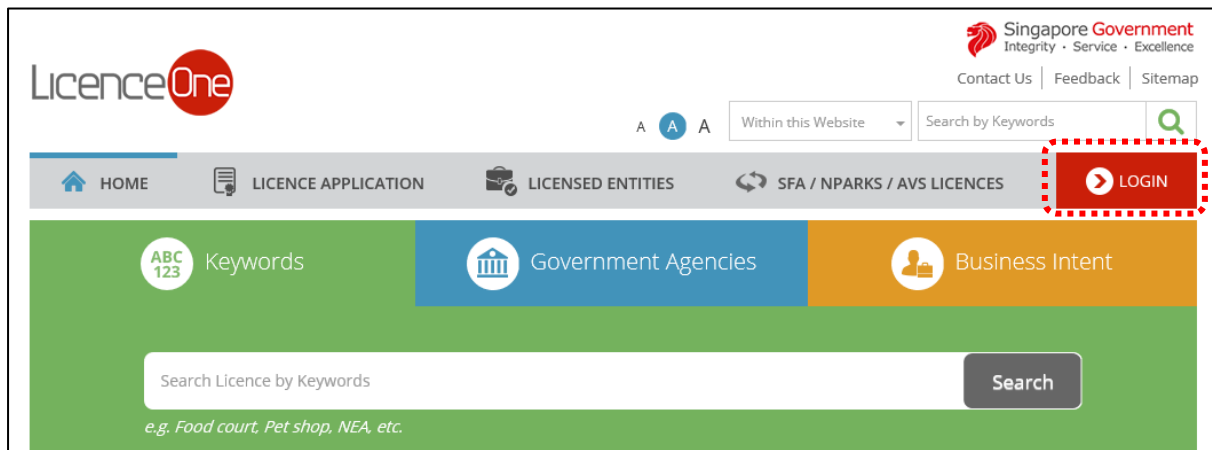 Singapore Government
Integrity · Service · Excellence
LicenceOne
Contact Us | Feedback | Sitemap
A A A Within this Website Search by Keywords
HOME LICENCE APPLICATION LICENSED ENTITIES SFA / NPARKS / AVS LICENCES LOGIN
ABC 123 Keywords Government Agencies Business Intent
Search Licence by Keywords Search
e.g. Food court, Pet shop, NEA, etc.